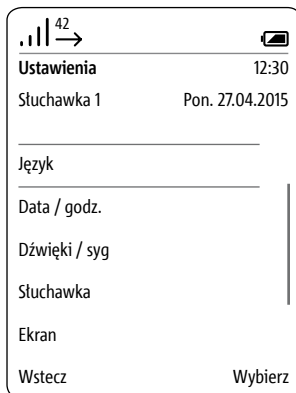 42
Ustawienia 12:30
Słuchawka 1 Pon. 27.04.2015
Język
Data / godz.
Dźwięki / syg
Słuchawka
Ekran
Wstecz Wybierz